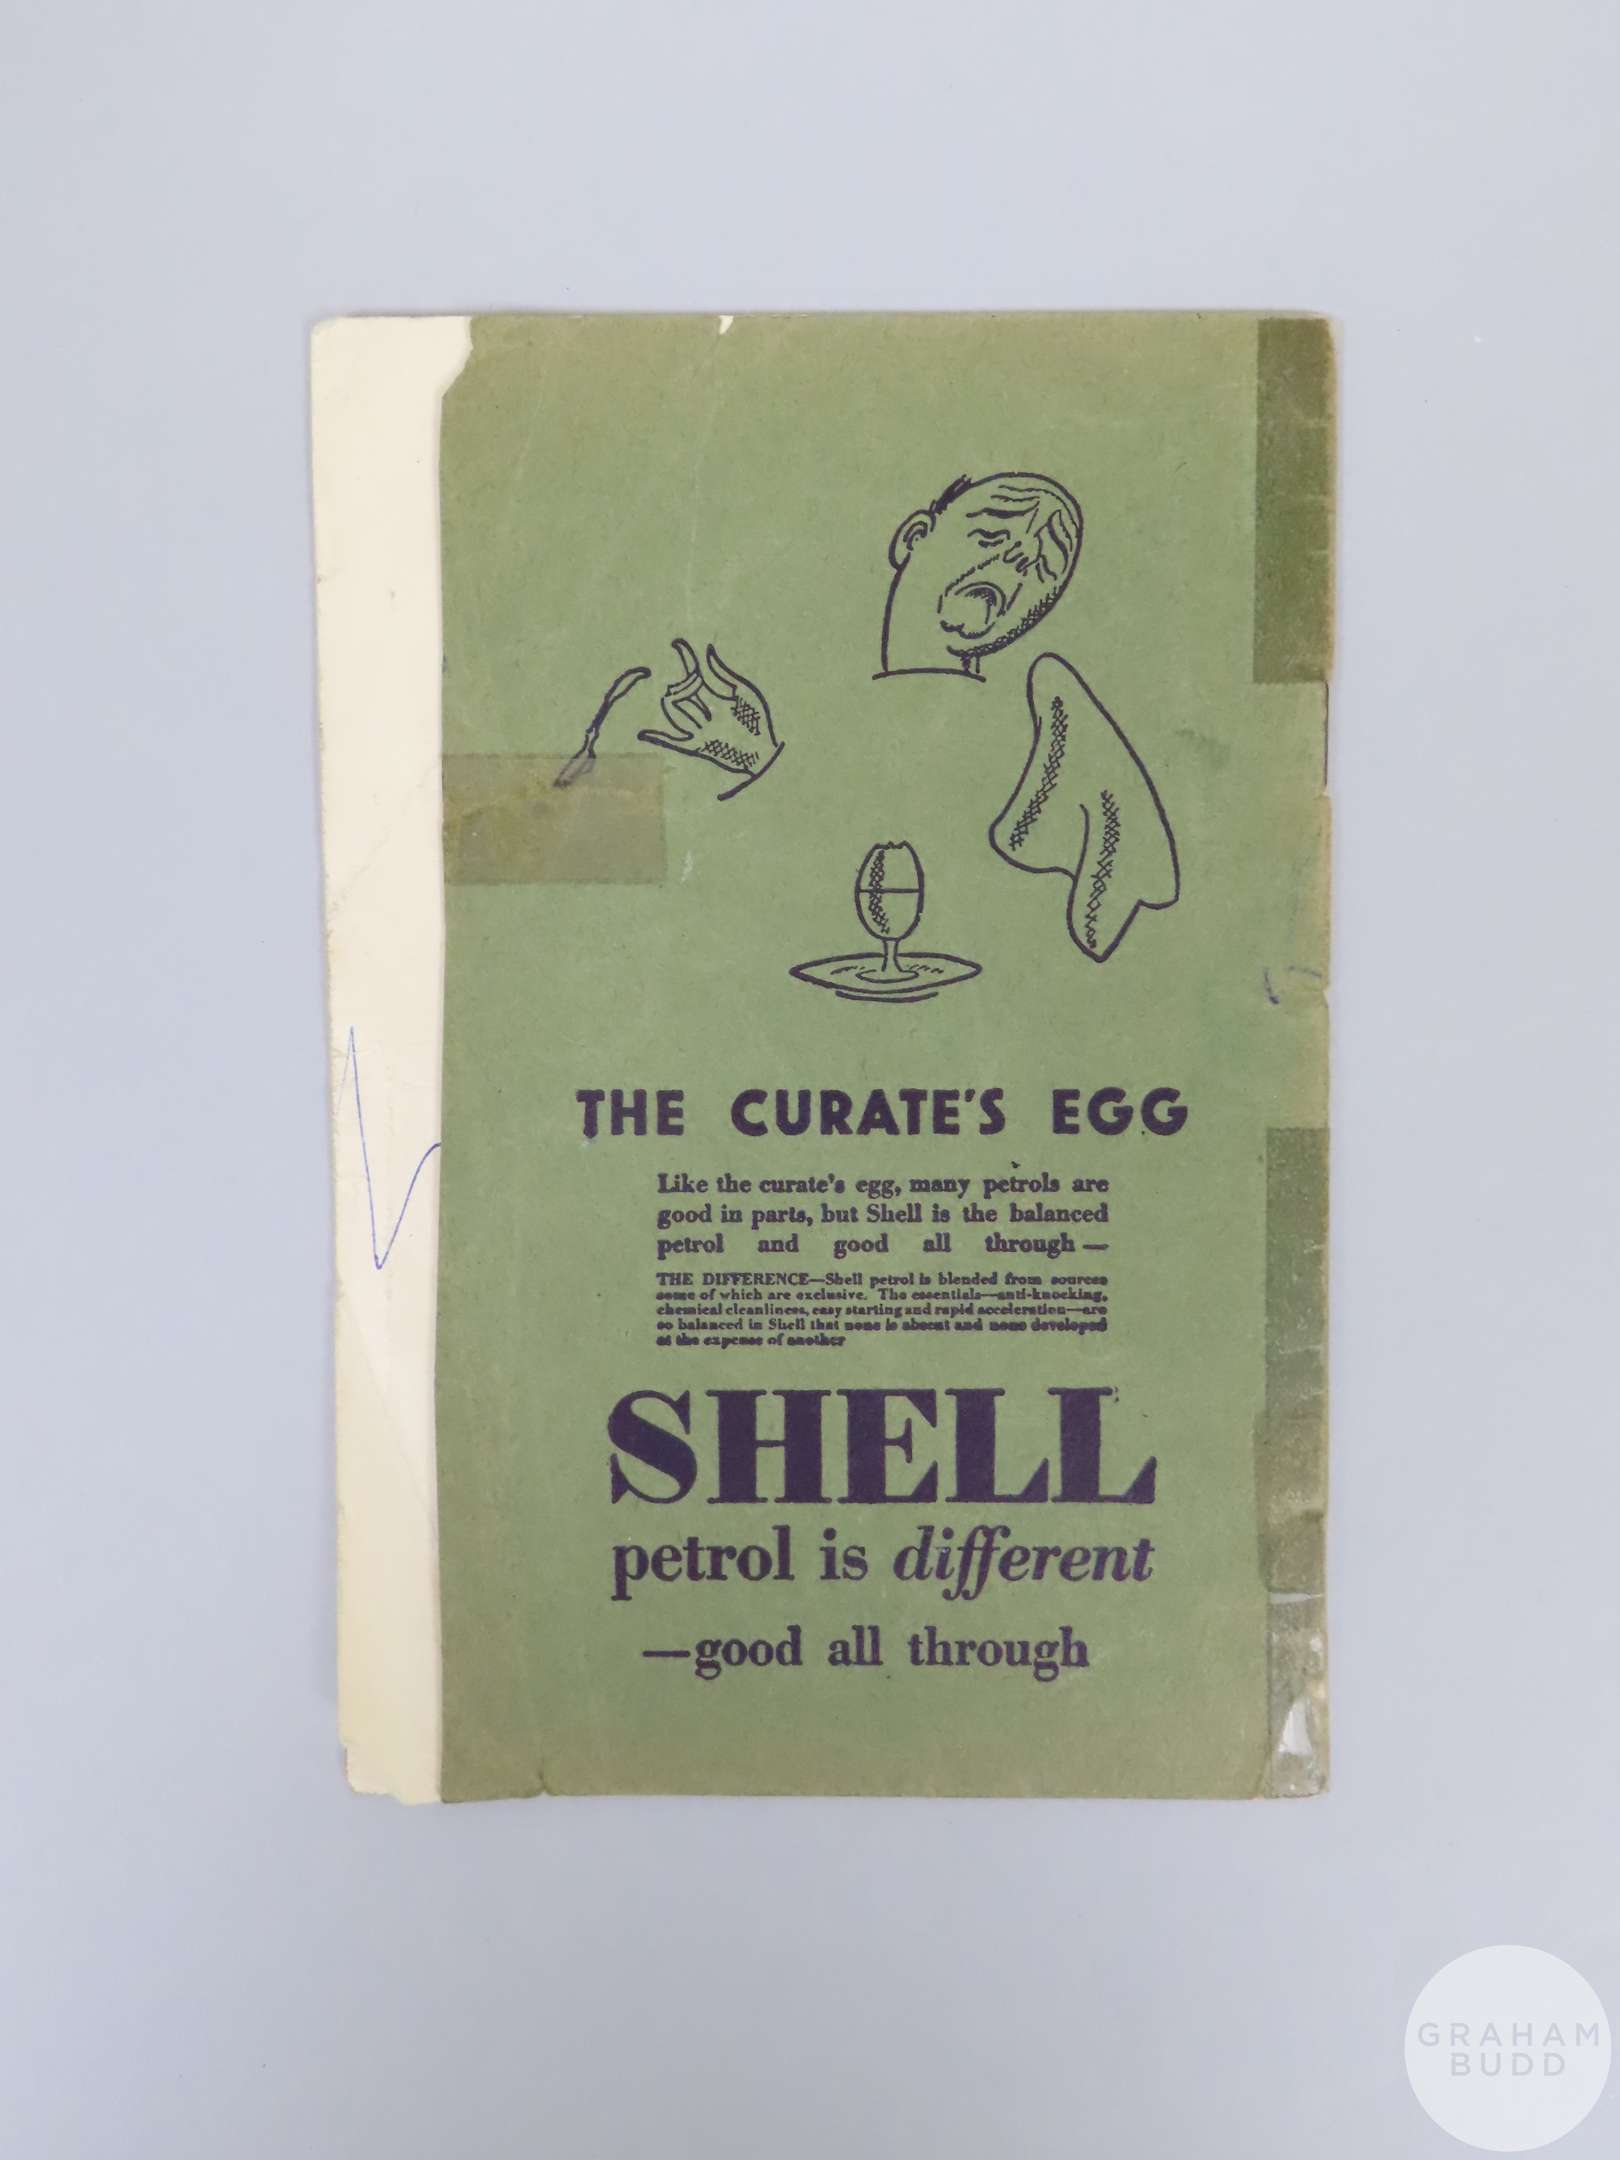 THE CURATE'S EGG
Like the curate's egg, many petrols are
good in parts, but Shell is the balanced
petrol and good all through —
THE DIFFERENCE—Shell petrol is blended from sources
some of which are exclusive. The essentials—anti-knocking,
chemical cleanliness, easy starting and rapid acceleration—are
so balanced in Shell that none is absent and none developed
at the expense of another
SHELL
petrol is different
—good all through
GRAHAM
BUDD